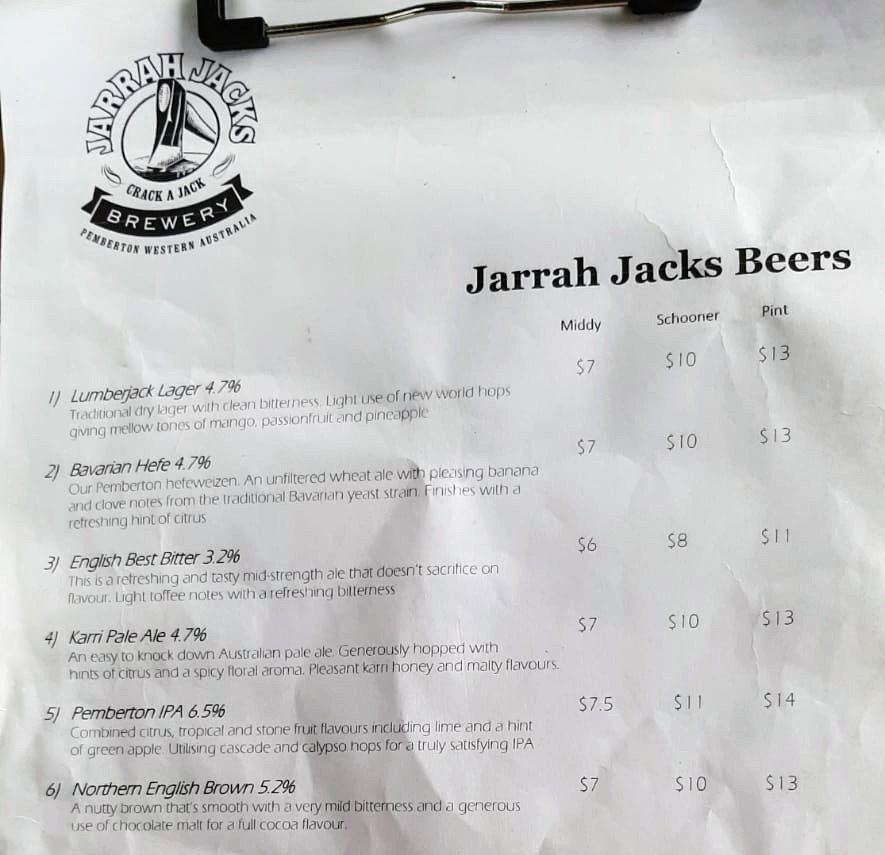 JARRAH JACKS
CRACK A JACK
BREWERY
PEMBERTON WESTERN AUSTRALIA
Jarrah Jacks Beers
Middy Schooner Pint
$7 $10 $13
1) Lumberjack Lager 4.7%
Traditional dry lager with clean bitterness. Light use of new world hops
giving mellow tones of mango, passionfruit and pineapple
$7 $10 $13
2) Bavarian Hefe 4.7%
Our Pemberton hefeweizen. An unfiltered wheat ale with pleasing banana
and clove notes from the traditional Bavarian yeast strain. Finishes with a
refreshing hint of citrus
$6 $8 $11
3) English Best Bitter 3.2%
This is a refreshing and tasty mid-strength ale that doesn't sacrifice on
flavour. Light toffee notes with a refreshing bitterness
$7 $10 $13
4) Karri Pale Ale 4.7%
An easy to knock down Australian pale ale. Generously hopped with
hints of citrus and a spicy floral aroma. Pleasant karri honey and malty flavours.
$7.5 $11 $14
5) Pemberton IPA 6.5%
Combined citrus, tropical and stone fruit flavours including lime and a hint
of green apple. Utilising cascade and calypso hops for a truly satisfying IPA
$7 $10 $13
6) Northern English Brown 5.2%
A nutty brown that's smooth with a very mild bitterness and a generous
use of chocolate malt for a full cocoa flavour.